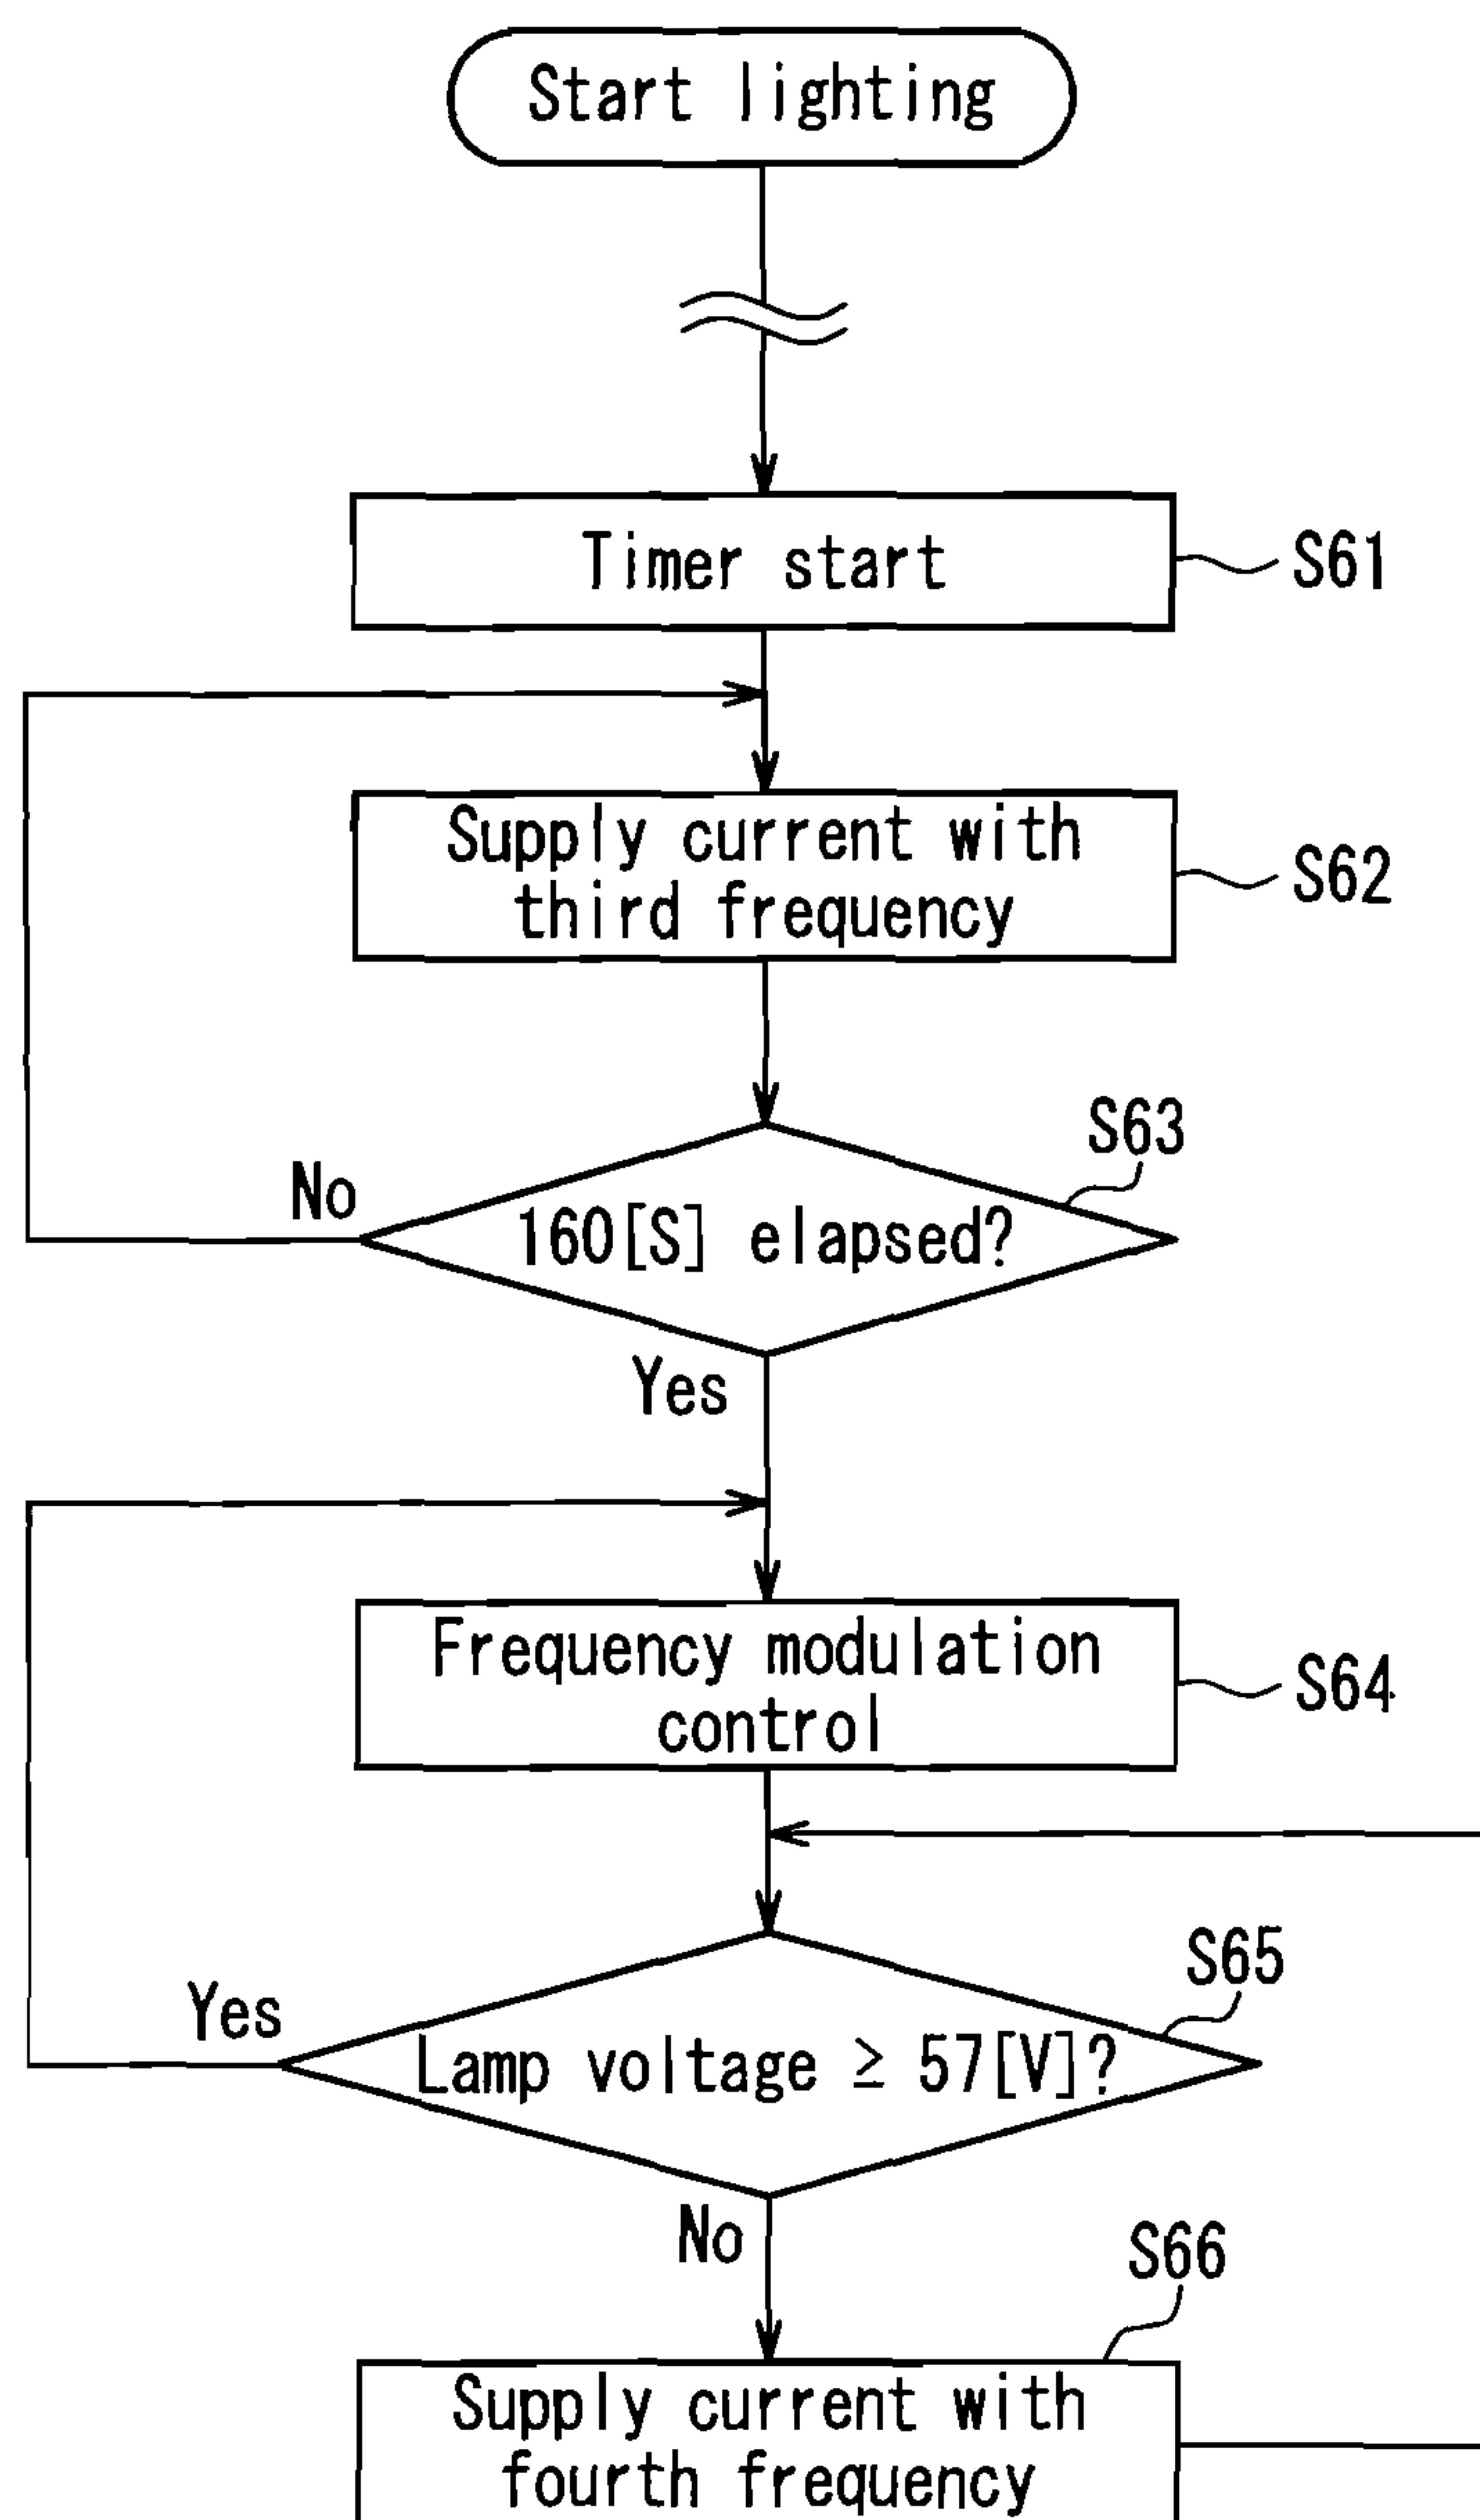 Start lighting
Timer start
S61
Supply current with
third frequency
S62
S63
No
160[S] elapsed?
Yes
Frequency modulation
control
S64
S65
Yes
Lamp voltage ≥ 57[V]?
No
S66
Supply current with
fourth frequency